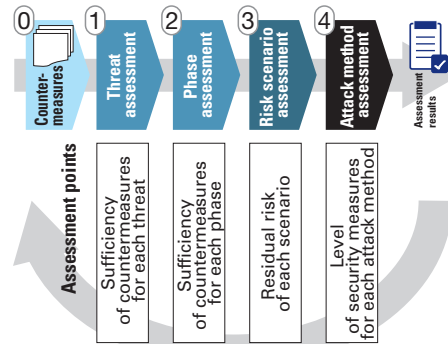 0
Counter-
measures
1
Threat
assessment
2
Phase
assessment
3
Risk scenario
assessment
4
Attack method
assessment
Assessment
results
Assessment points
Sufficiency
of countermeasures
for each threat
Sufficiency
of countermeasures
for each phase
Residual risk
of each scenario
Level
of security measures
for each attack method